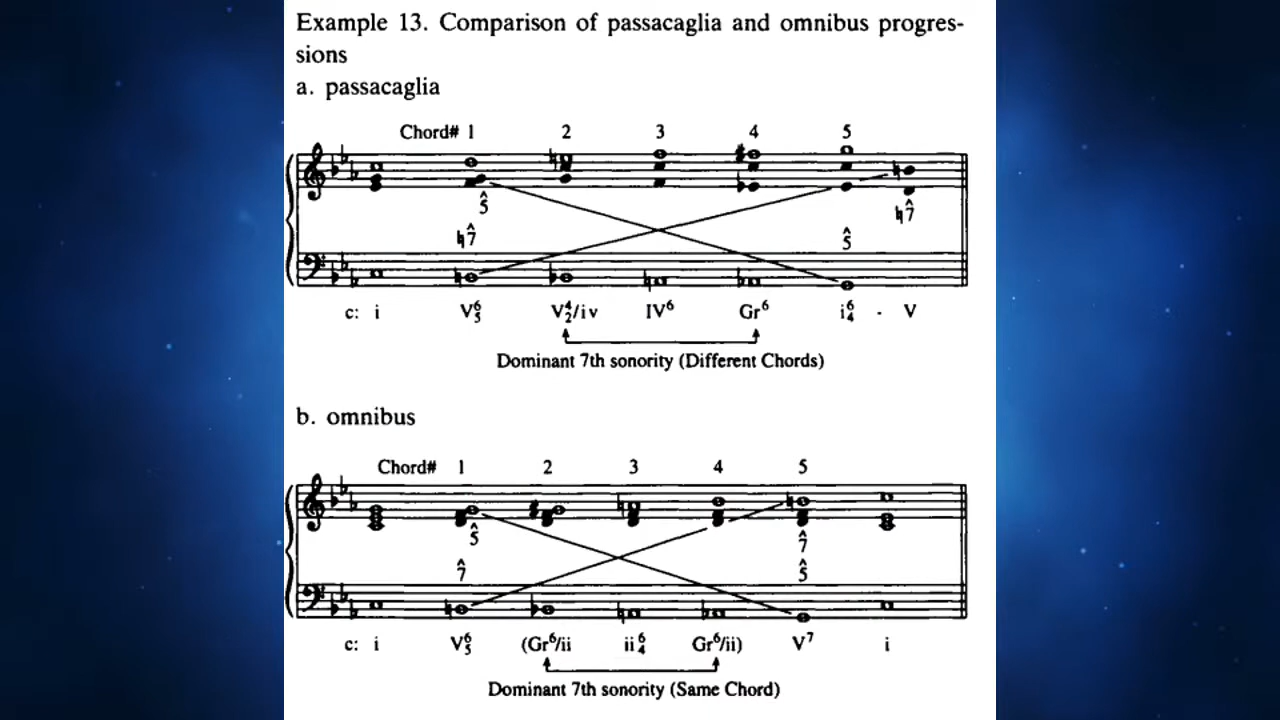 Example 13. Comparison of passacaglia and omnibus progres-
sions
a. passacaglia
Chord# 1 2 3 4 5
5̂
♮7̂
♮7̂
5̂
c: i V6/5 V4/2/iv IV6 Gr6 i6/4 - V
Dominant 7th sonority (Different Chords)
b. omnibus
Chord# 1 2 3 4 5
5̂
7̂
7̂
5̂
c: i V6/5 (Gr6/ii ii6/4 Gr6/ii) V7 i
Dominant 7th sonority (Same Chord)